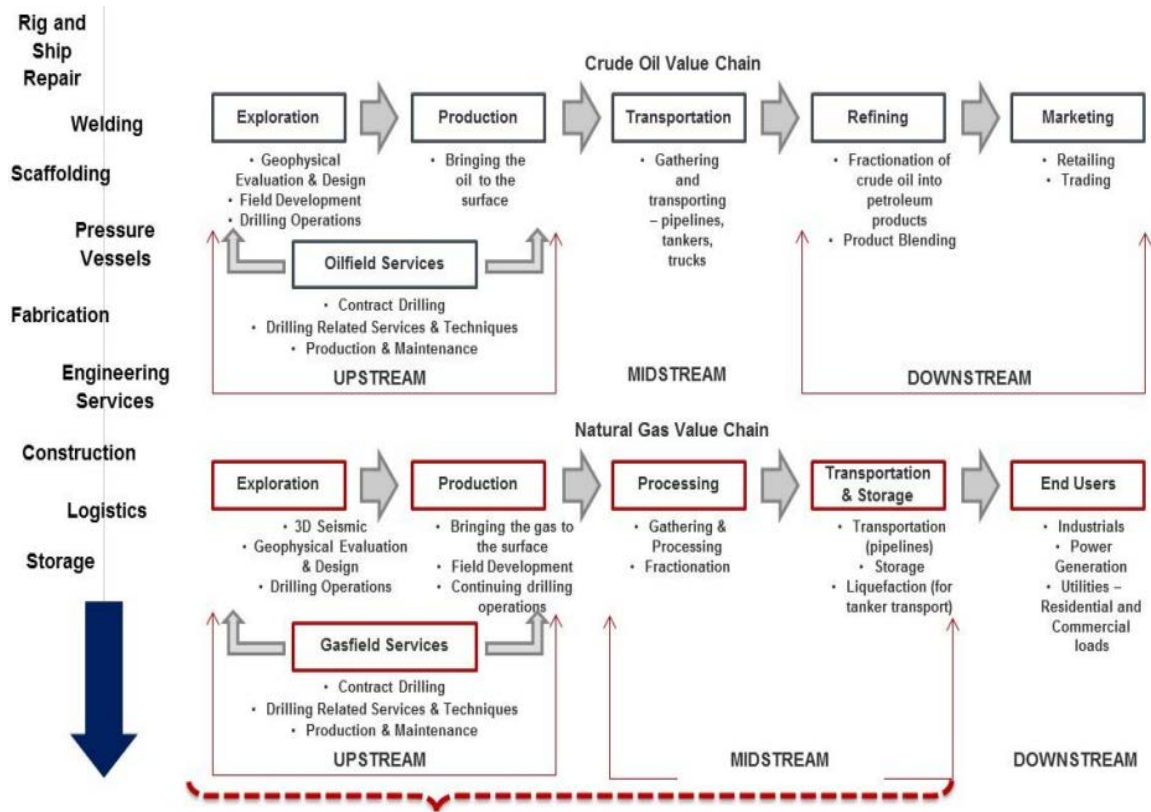 Rig and
Ship
Repair
Welding
Scaffolding
Pressure
Vessels
Fabrication
Engineering
Services
Construction
Logistics
Storage
Crude Oil Value Chain
Exploration
• Geophysical
Evaluation & Design
• Field Development
• Drilling Operations
Production
• Bringing the
oil to the
surface
Transportation
• Gathering
and
transporting
– pipelines,
tankers,
trucks
Refining
• Fractionation of
crude oil into
petroleum
products
• Product Blending
Marketing
• Retailing
• Trading
Oilfield Services
• Contract Drilling
• Drilling Related Services & Techniques
• Production & Maintenance
UPSTREAM
MIDSTREAM
DOWNSTREAM
Natural Gas Value Chain
Exploration
• 3D Seismic
• Geophysical Evaluation
& Design
• Drilling Operations
Production
• Bringing the gas to
the surface
• Field Development
• Continuing drilling
operations
Processing
• Gathering &
Processing
• Fractionation
Transportation
& Storage
• Transportation
(pipelines)
• Storage
• Liquefaction (for
tanker transport)
End Users
• Industrials
• Power
Generation
• Utilities –
Residential and
Commercial
loads
Gasfield Services
• Contract Drilling
• Drilling Related Services & Techniques
• Production & Maintenance
UPSTREAM
MIDSTREAM
DOWNSTREAM